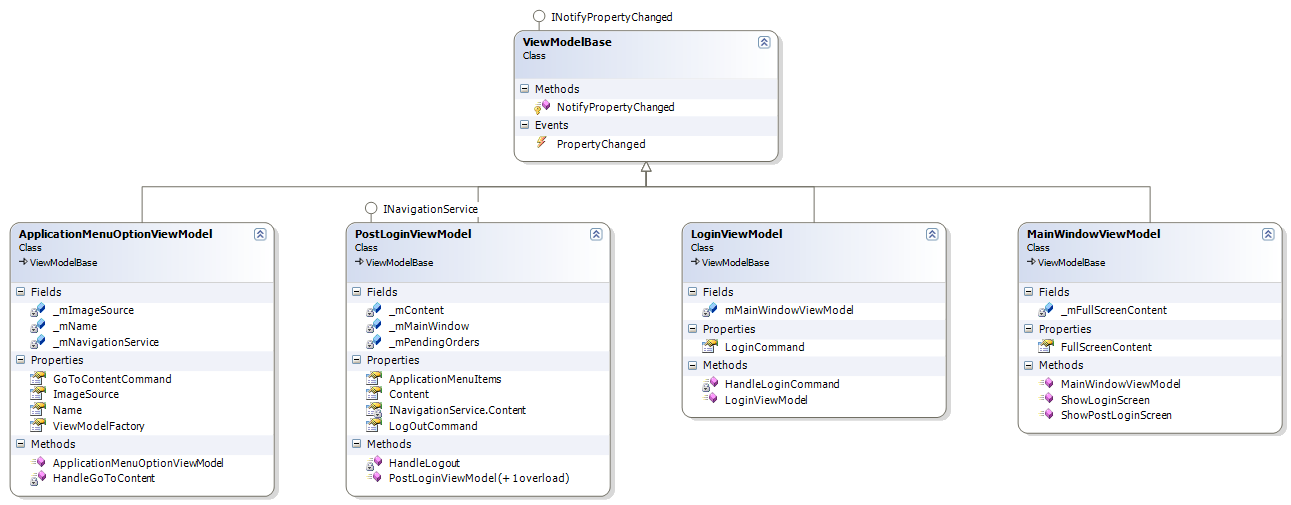 INotifyPropertyChanged
ViewModelBase
Class
Methods
NotifyPropertyChanged
Events
PropertyChanged
ApplicationMenuOptionViewModel
Class
ViewModelBase
Fields
_mImageSource
_mName
_mNavigationService
Properties
GoToContentCommand
ImageSource
Name
ViewModelFactory
Methods
ApplicationMenuOptionViewModel
HandleGoToContent
INavigationService
PostLoginViewModel
Class
ViewModelBase
Fields
_mContent
_mMainWindow
_mPendingOrders
Properties
ApplicationMenuItems
Content
INavigationService.Content
LogOutCommand
Methods
HandleLogout
PostLoginViewModel (+ 1 overload)
LoginViewModel
Class
ViewModelBase
Fields
mMainWindowViewModel
Properties
LoginCommand
Methods
HandleLoginCommand
LoginViewModel
MainWindowViewModel
Class
ViewModelBase
Fields
_mFullScreenContent
Properties
FullScreenContent
Methods
MainWindowViewModel
ShowLoginScreen
ShowPostLoginScreen